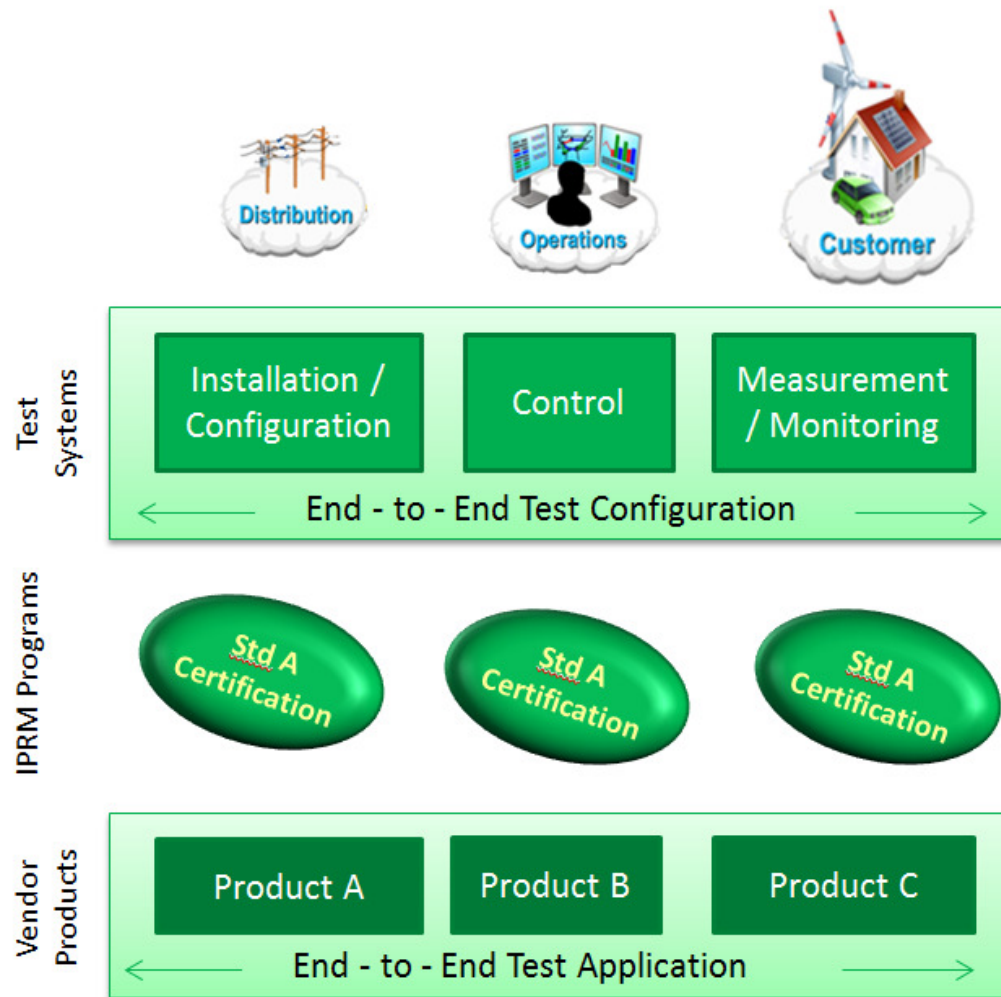 Distribution
Operations
Customer
Test
Systems
Installation /
Configuration
Control
Measurement
/ Monitoring
End - to - End Test Configuration
IPRM Programs
Std A
Certification
Std A
Certification
Std A
Certification
Vendor
Products
Product A
Product B
Product C
End - to - End Test Application